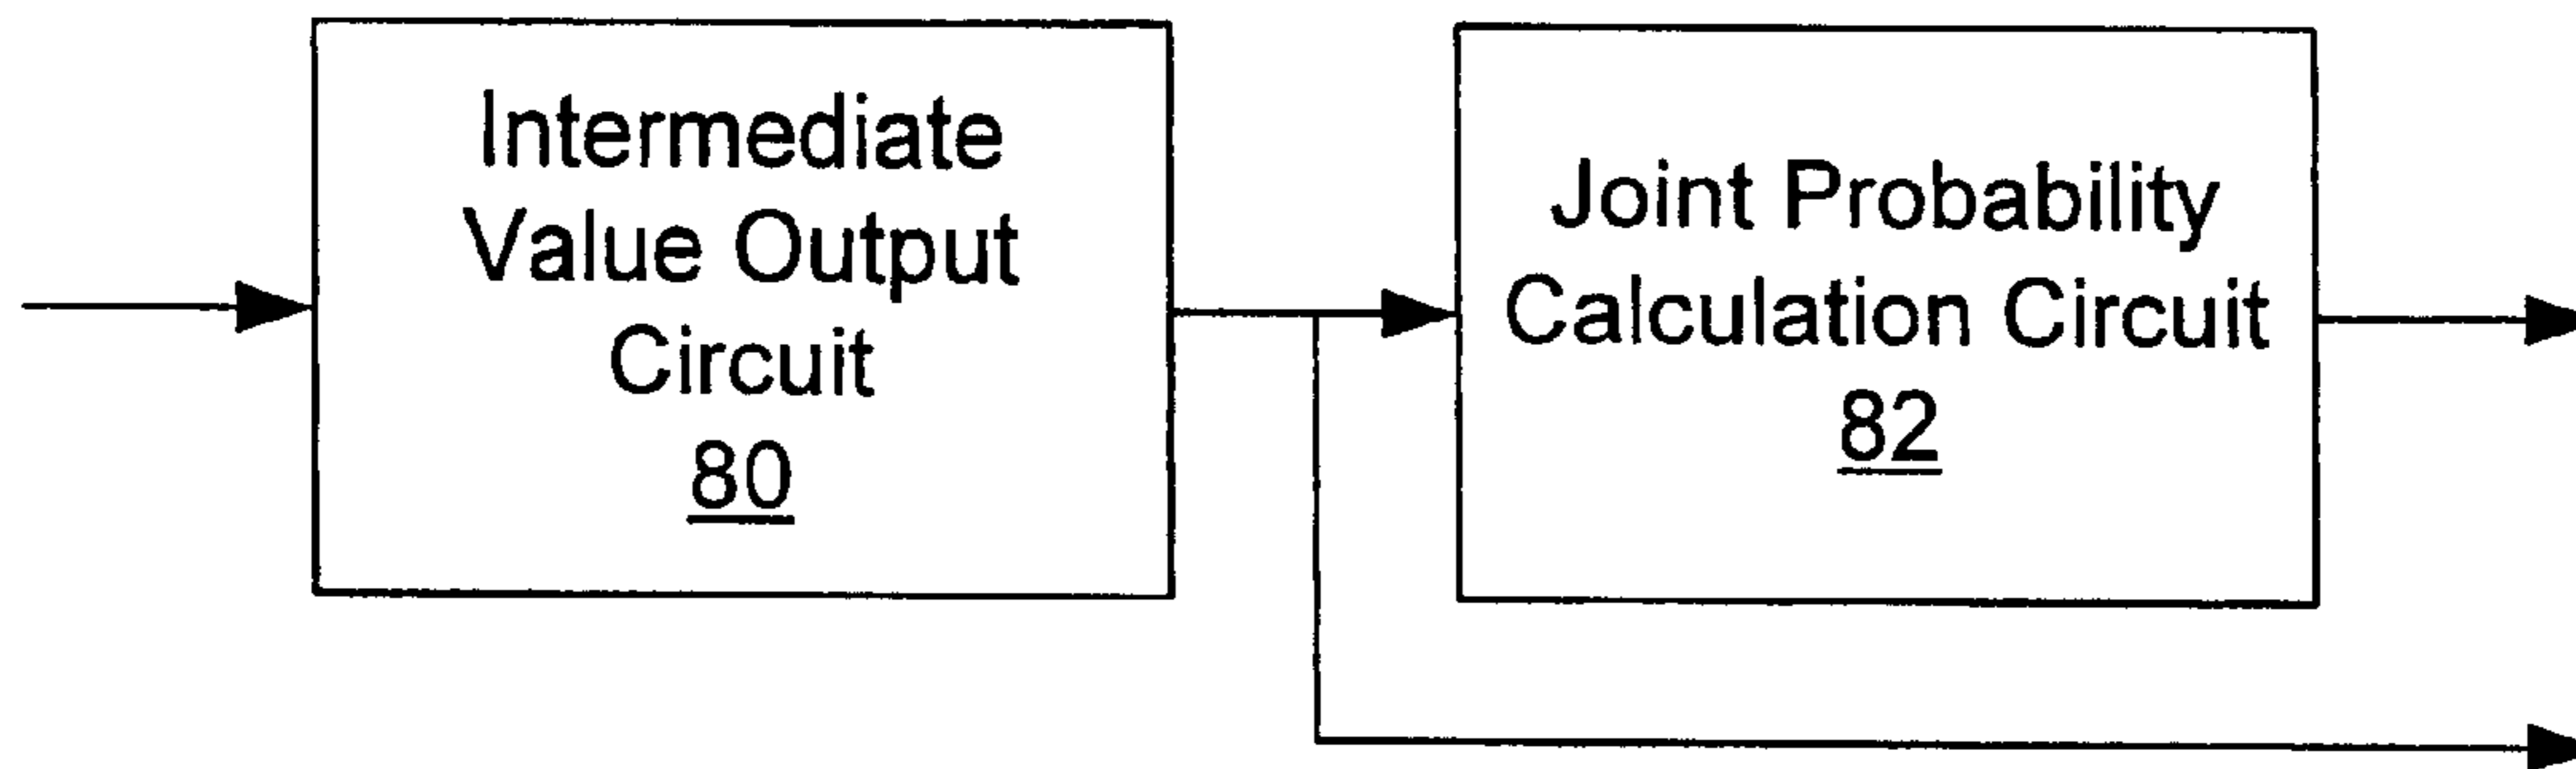 Intermediate
Value Output
Circuit
80
Joint Probability
Calculation Circuit
82